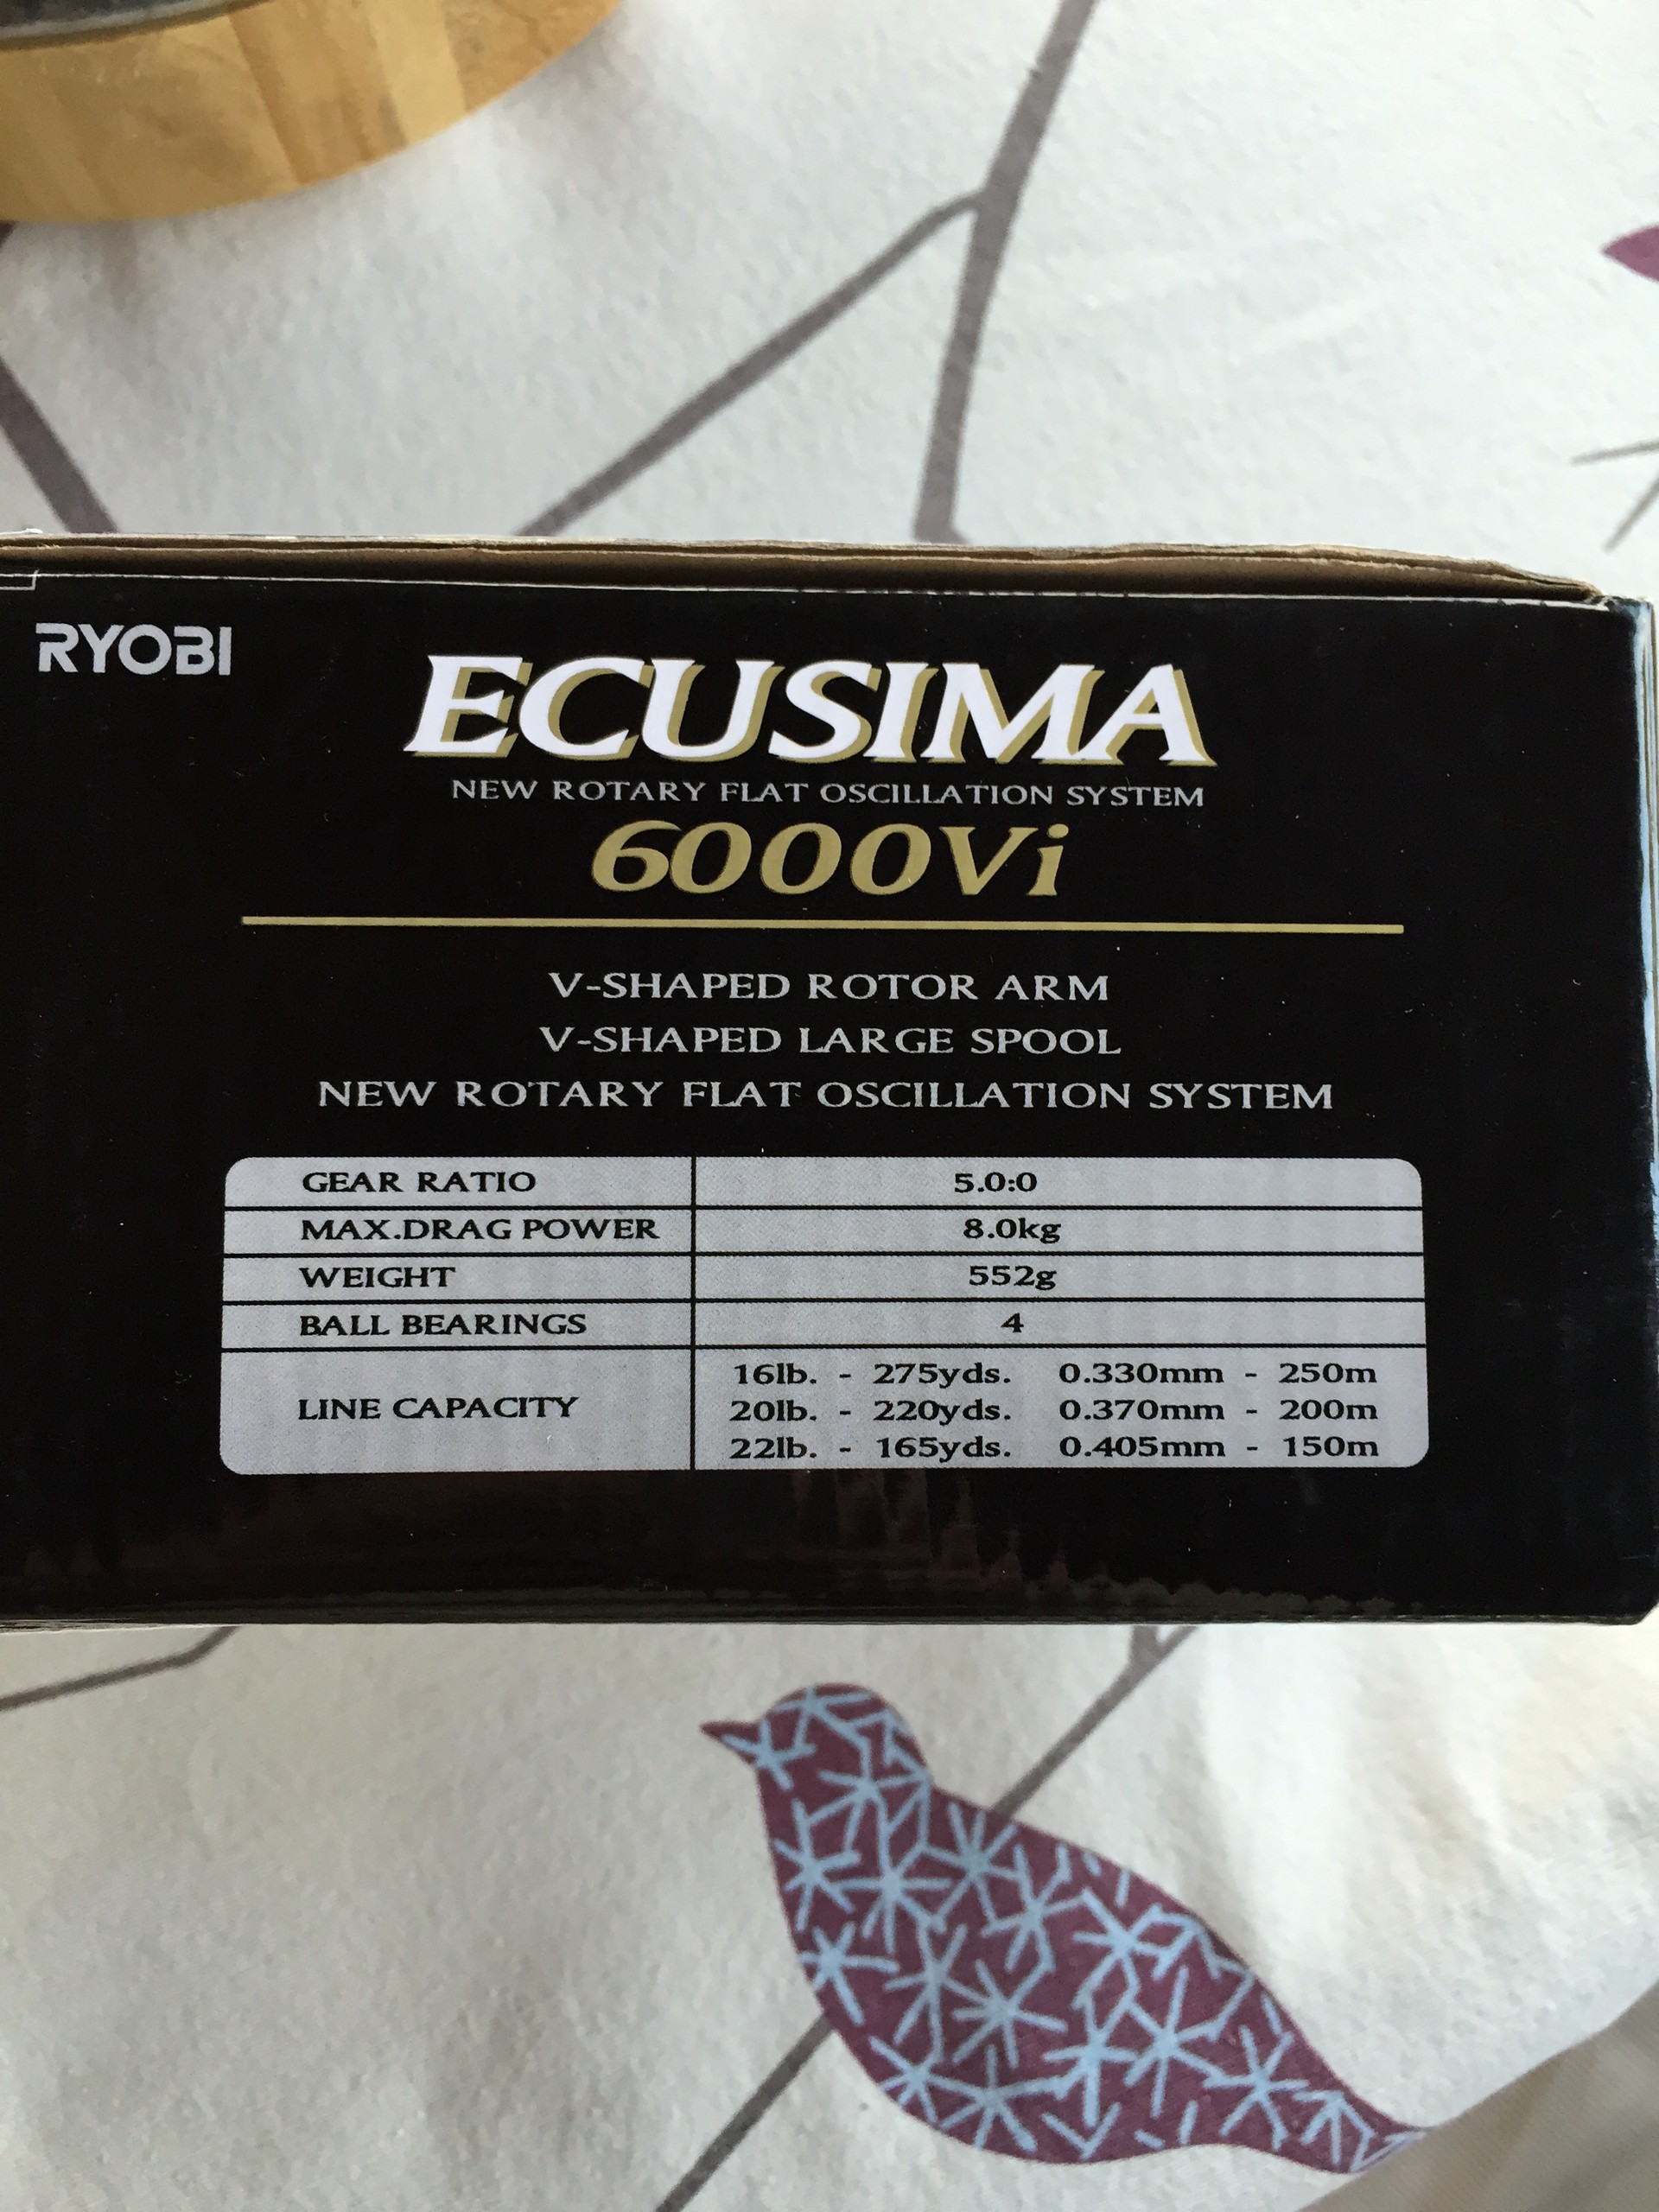 RYOBI
ECUSIMA
NEW ROTARY FLAT OSCILLATION SYSTEM
6000Vi
V-SHAPED ROTOR ARM
V-SHAPED LARGE SPOOL
NEW ROTARY FLAT OSCILLATION SYSTEM
GEAR RATIO 5.0:0
MAX.DRAG POWER 8.0kg
WEIGHT 552g
BALL BEARINGS 4
LINE CAPACITY
16lb. - 275yds. 0.330mm - 250m
20lb. - 220yds. 0.370mm - 200m
22lb. - 165yds. 0.405mm - 150m